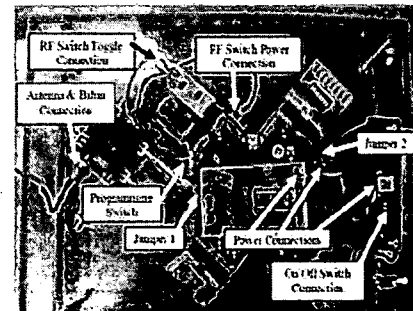 RF Switch Toggle
Connection
RF Switch Power
Connection
Antenna & Balun
Connection
Jumper 2
Programming
Switch
Jumper 1
Power Connections
On/Off Switch
Connection